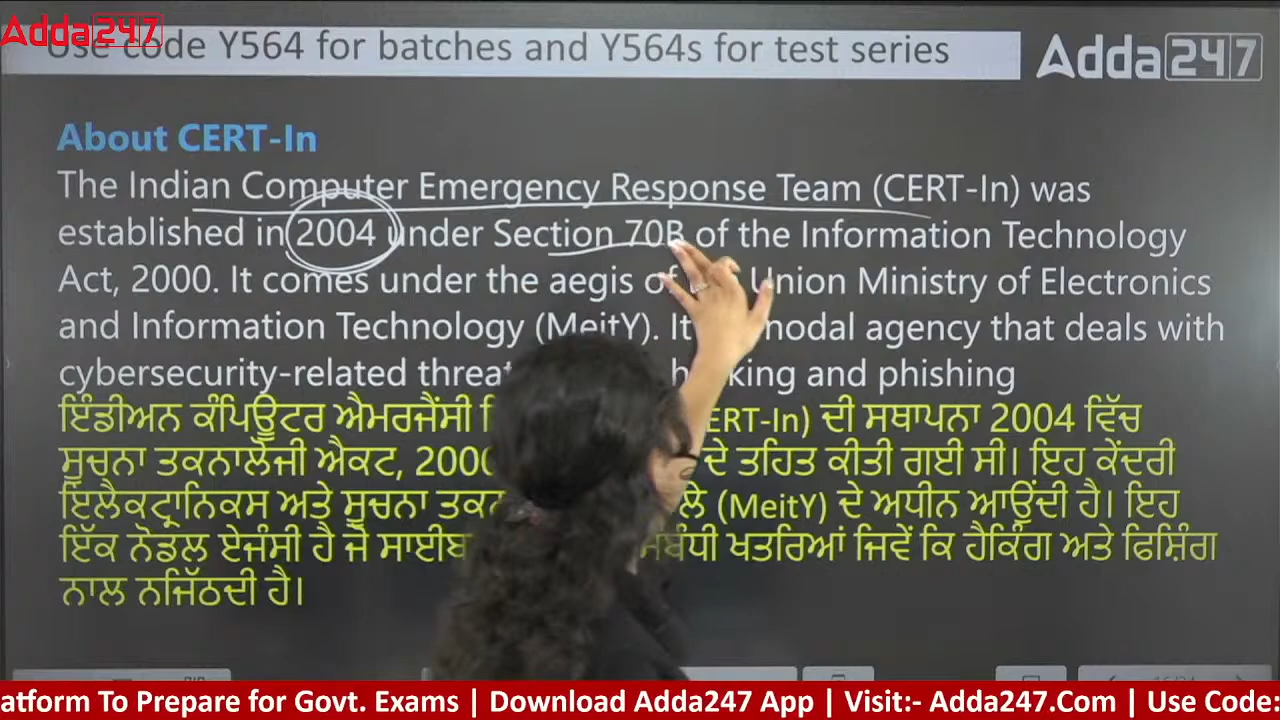 Adda247
Use code Y564 for batches and Y564s for test series
Adda247
About CERT-In
The Indian Computer Emergency Response Team (CERT-In) was
established in 2004 under Section 70B of the Information Technology
Act, 2000. It comes under the aegis of Union Ministry of Electronics
and Information Technology (MeitY). It nodal agency that deals with
cybersecurity-related and phishing
ਇੰਡੀਅਨ ਕੰਪਿਊਟਰ ਐਮਰਜੈਂਸੀ ਦੀ ਸਥਾਪਨਾ 2004 ਵਿੱਚ
ਸੂਚਨਾ ਤਕਨਾਲੋਜੀ ਐਕਟ, 2000 ਦੇ ਤਹਿਤ ਕੀਤੀ ਗਈ ਸੀ। ਇਹ ਕੇਂਦਰੀ
ਇਲੈਕਟ੍ਰਾਨਿਕਸ ਅਤੇ ਸੂਚਨਾ (MeitY) ਦੇ ਅਧੀਨ ਆਉਂਦੀ ਹੈ। ਇਹ
ਇੱਕ ਨੋਡਲ ਏਜੰਸੀ ਹੈ ਜੋ ਖਤਰਿਆਂ ਜਿਵੇਂ ਕਿ ਹੈਕਿੰਗ ਅਤੇ ਫਿਸ਼ਿੰਗ
ਨਾਲ ਨਜਿੱਠਦੀ ਹੈ।
atform To Prepare for Govt. Exams | Download Adda247 App | Visit:- Adda247.Com | Use Code: